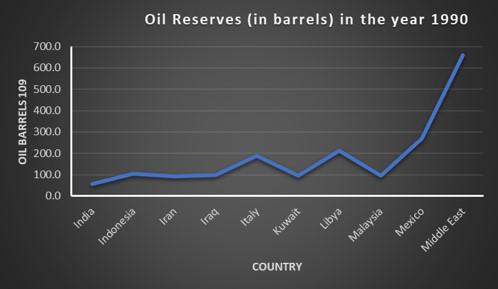 Oil Reserves (in barrels) in the year 1990
OIL BARRELS 109
700.0
600.0
500.0
400.0
300.0
200.0
100.0
0.0
India
Indonesia
Iran
Iraq
Italy
Kuwait
Libya
Malaysia
Mexico
Middle East
COUNTRY